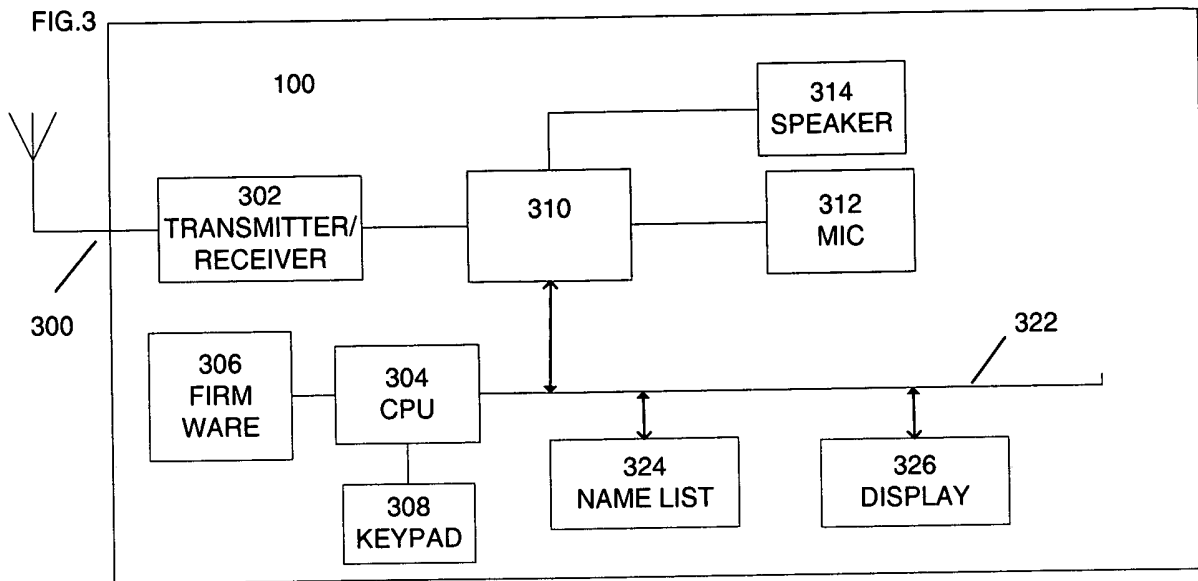 FIG.3
100
314
SPEAKER
302
TRANSMITTER/
RECEIVER
310
312
MIC
300
322
306
FIRM
WARE
304
CPU
324
NAME LIST
326
DISPLAY
308
KEYPAD